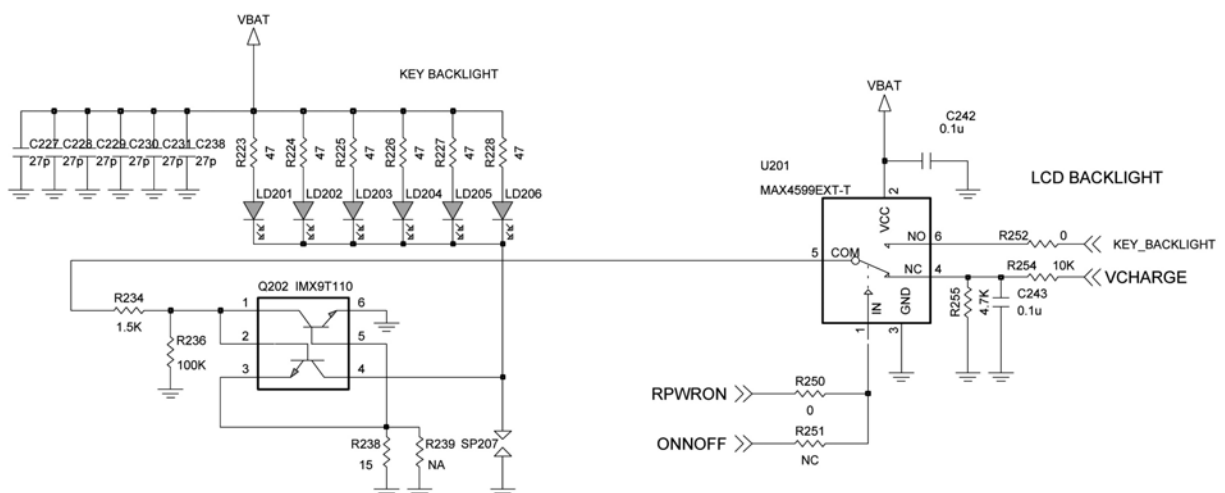 VBAT
KEY BACKLIGHT
C227
27p
C228
27p
C229
27p
C230
27p
C231
27p
C238
27p
R223
47
R224
47
R225
47
R226
47
R227
47
R228
47
LD201
LD202
LD203
LD204
LD205
LD206
R234
1.5K
R236
100K
Q202 IMX9T110
1
2
3
6
5
4
R238
15
R239
NA
SP207
VBAT
C242
0.1u
U201
MAX4599EXT-T
LCD BACKLIGHT
2
VCC
5
COM
NO
6
NC
4
IN
GND
1
3
R252
0
KEY_BACKLIGHT
R254
10K
VCHARGE
R255
4.7K
C243
0.1u
RPWRON
R250
0
ONNOFF
R251
NC